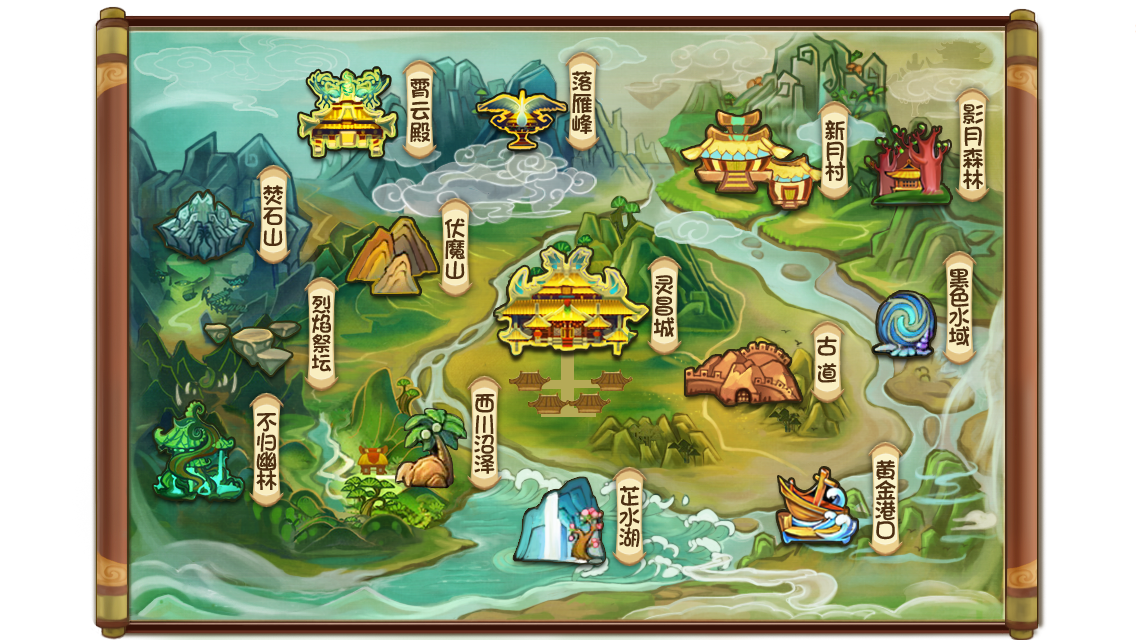 霄云殿
落雁峰
新月村
影月森林
焚石山
伏魔山
灵昌城
黑色水域
烈焰祭坛
古道
不归幽林
西川沼泽
芷水湖
黄金港口